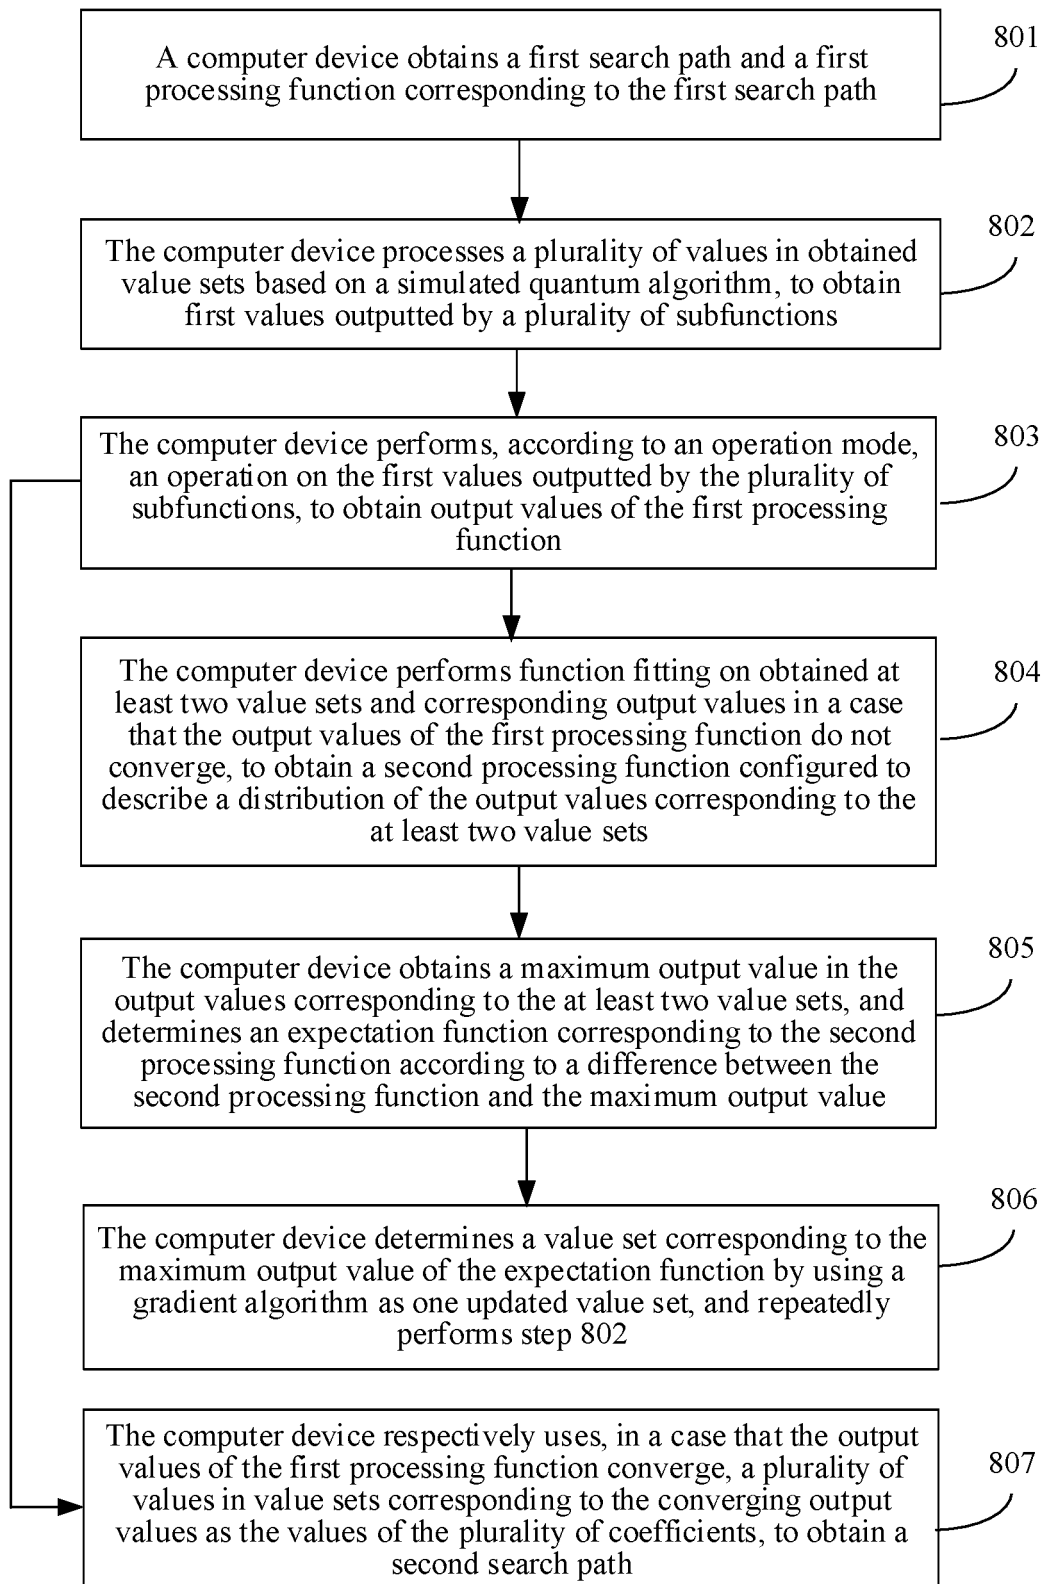 A computer device obtains a first search path and a first
processing function corresponding to the first search path
801
The computer device processes a plurality of values in obtained
value sets based on a simulated quantum algorithm, to obtain
first values outputted by a plurality of subfunctions
802
The computer device performs, according to an operation mode,
an operation on the first values outputted by the plurality of
subfunctions, to obtain output values of the first processing
function
803
The computer device performs function fitting on obtained at
least two value sets and corresponding output values in a case
that the output values of the first processing function do not
converge, to obtain a second processing function configured to
describe a distribution of the output values corresponding to the
at least two value sets
804
The computer device obtains a maximum output value in the
output values corresponding to the at least two value sets, and
determines an expectation function corresponding to the second
processing function according to a difference between the
second processing function and the maximum output value
805
The computer device determines a value set corresponding to the
maximum output value of the expectation function by using a
gradient algorithm as one updated value set, and repeatedly
performs step 802
806
The computer device respectively uses, in a case that the output
values of the first processing function converge, a plurality of
values in value sets corresponding to the converging output
values as the values of the plurality of coefficients, to obtain a
second search path
807